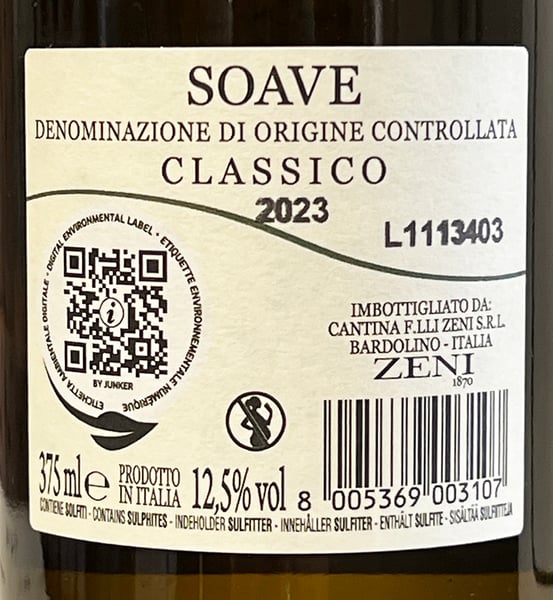 SOAVE
DENOMINAZIONE DI ORIGINE CONTROLLATA
CLASSICO
2023
L1113403
ETICHETTA AMBIENTALE DIGITALE - DIGITAL ENVIRONMENTAL LABEL - ETIQUETTE ENVIRONNEMENTALE NUMÉRIQUE
i
BY JUNKER
IMBOTTIGLIATO DA:
CANTINA F.LLI ZENI S.R.L.
BARDOLINO - ITALIA
ZENI
1870
375 ml e PRODOTTO
IN ITALIA
12,5% vol
8 005369 003107
CONTIENE SOLFITI - CONTAINS SULPHITES - INDEHOLDER SULFITTER - INNEHÅLLER SULFITER - ENTHÄLT SULFITE - SISÄLTÄÄ SULFIITTEJA